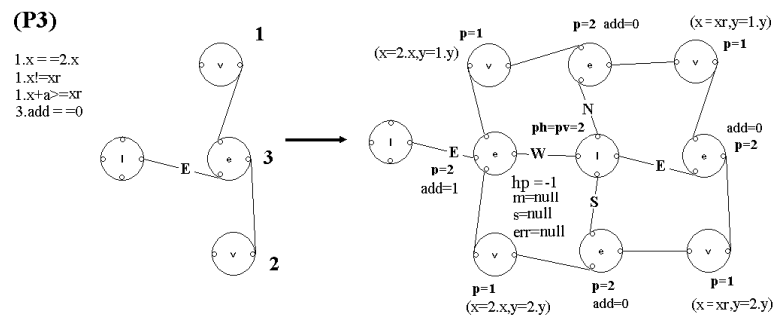 (P3)
1.x ==2.x
1.x!=xr
1.x+a>=xr
3.add ==0
1
v
I
E
e
3
v
2
p=1
(x=2.x,y=1.y)
v
p=2 add=0
e
(x =xr,y=1.y)
p=1
v
N
ph=pv=2
I
E
e
W
I
E
add=0
e
p=2
p=2
add=1
hp = -1
m=null
s=null
err=null
S
v
p=1
(x=2.x,y=2.y)
e
p=2
add=0
v
p=1
(x =xr,y=2.y)